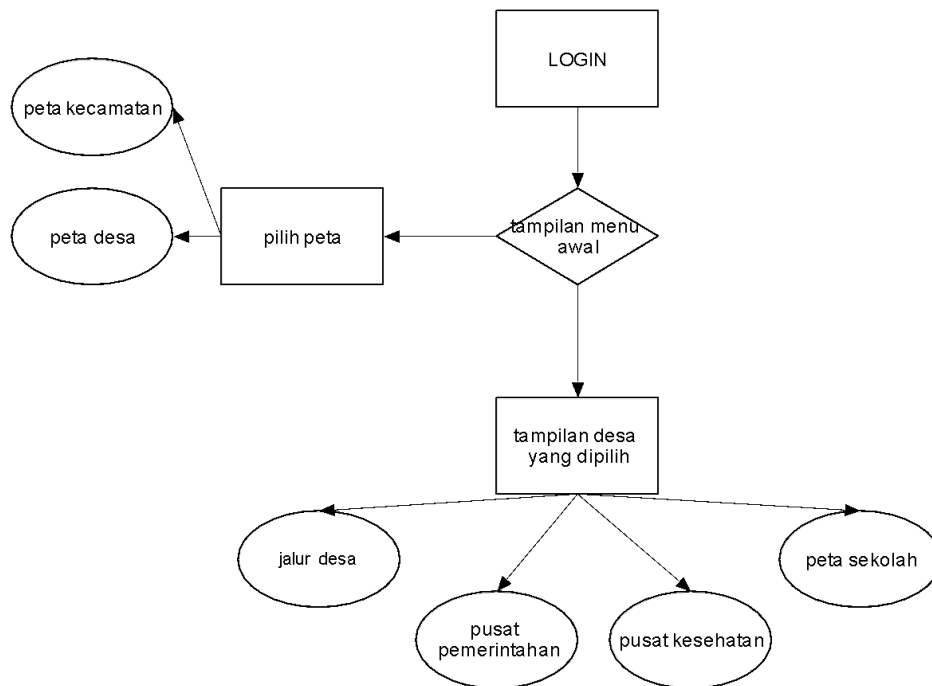 LOGIN
peta kecamatan
tampilan menu
awal
pilih peta
peta desa
tampilan desa
yang dipilih
jalur desa
peta sekolah
pusat
pemerintahan
pusat kesehatan